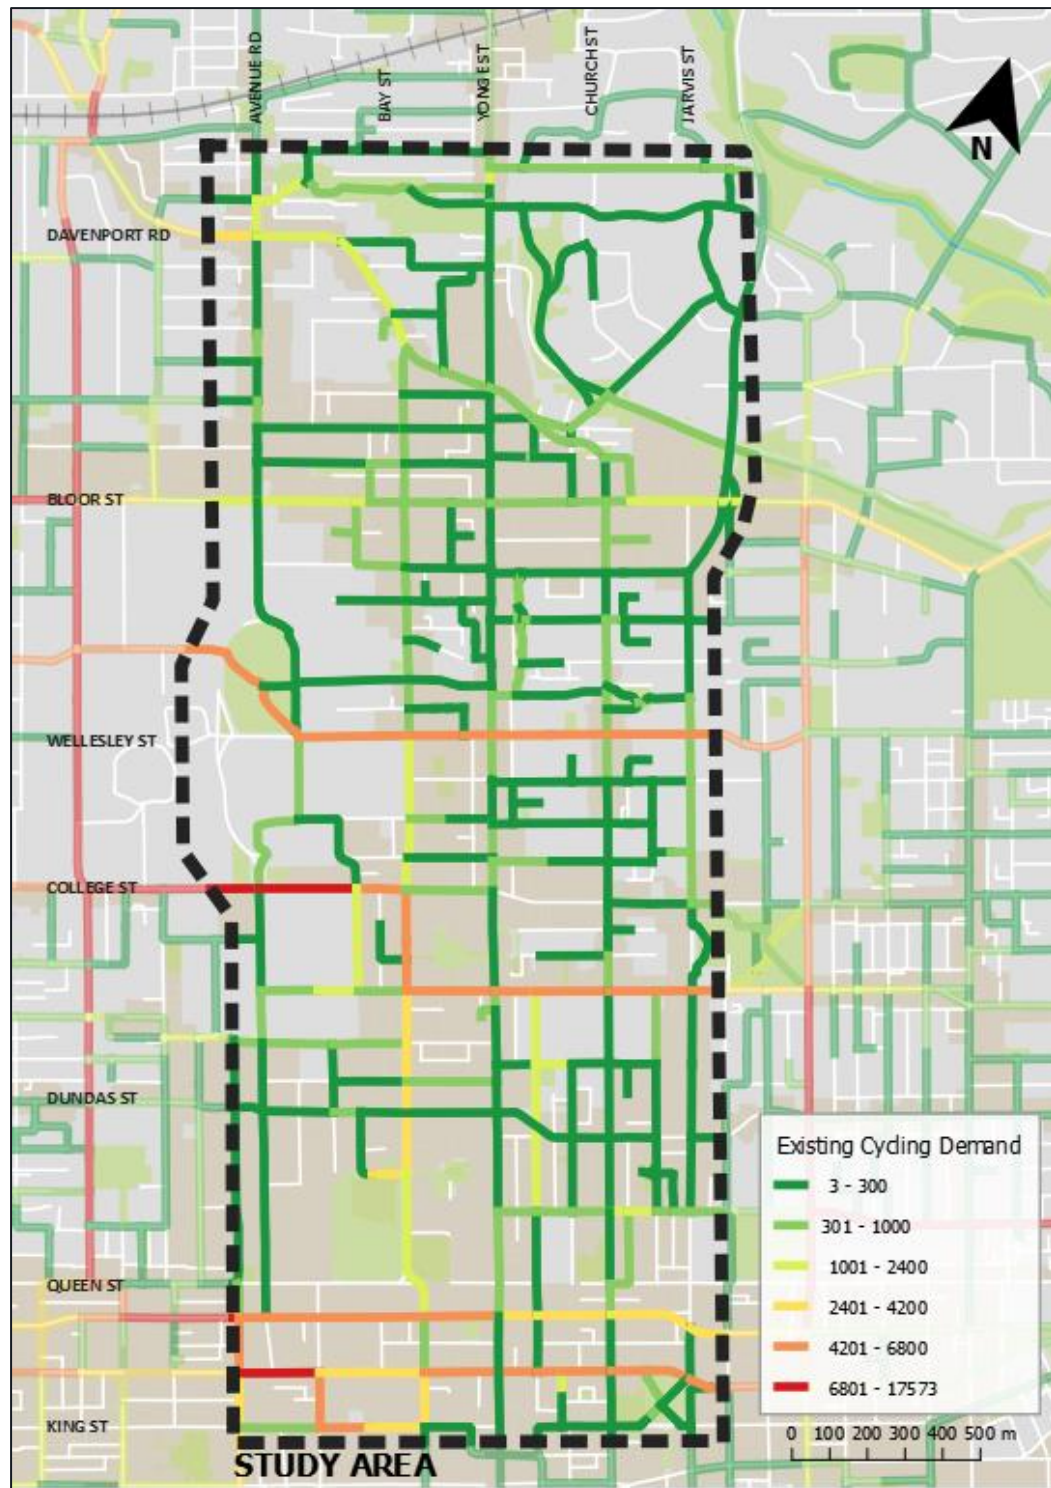 AVENUE RD
BAY ST
YONGE ST
CHURCH ST
JARVIS ST
N
DAVENPORT RD
BLOOR ST
WELLESLEY ST
COLLEGE ST
DUNDAS ST
QUEEN ST
KING ST
STUDY AREA
Existing Cycling Demand
3 - 300
301 - 1000
1001 - 2400
2401 - 4200
4201 - 6800
6801 - 17573
0 100 200 300 400 500 m